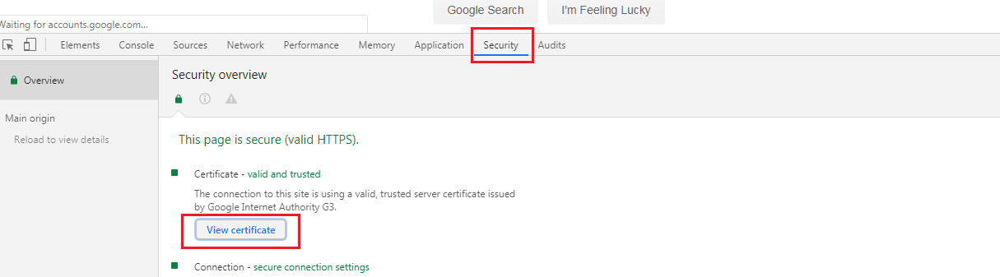 Google Search I'm Feeling Lucky
Waiting for accounts.google.com...
Elements Console Sources Network Performance Memory Application Security Audits
Overview
Security overview
Main origin
Reload to view details
This page is secure (valid HTTPS).
Certificate - valid and trusted
The connection to this site is using a valid, trusted server certificate issued
by Google Internet Authority G3.
View certificate
Connection - secure connection settings